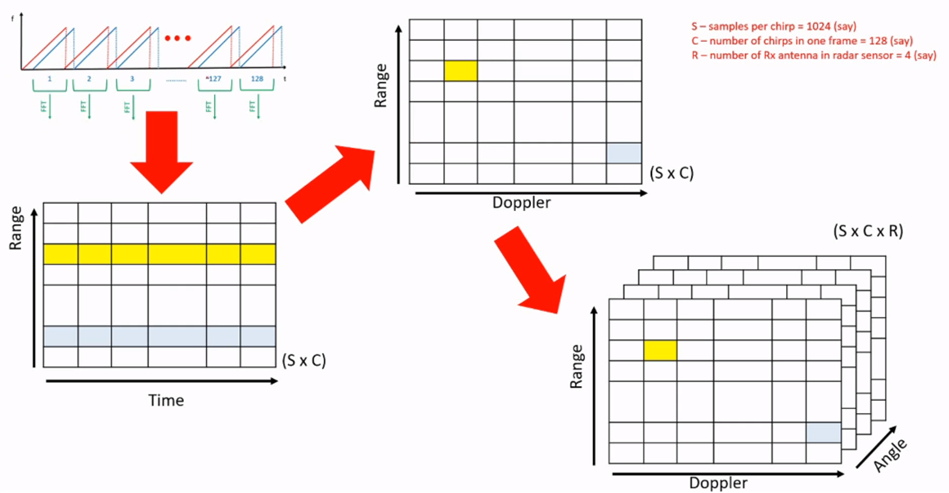 f
S – samples per chirp = 1024 (say)
C – number of chirps in one frame = 128 (say)
R – number of Rx antenna in radar sensor = 4 (say)
1 2 3 ......... ~127 128 t
FFT FFT FFT FFT FFT
Range
Doppler
(S x C)
Range
Time
(S x C)
(S x C x R)
Range
Doppler
Angle